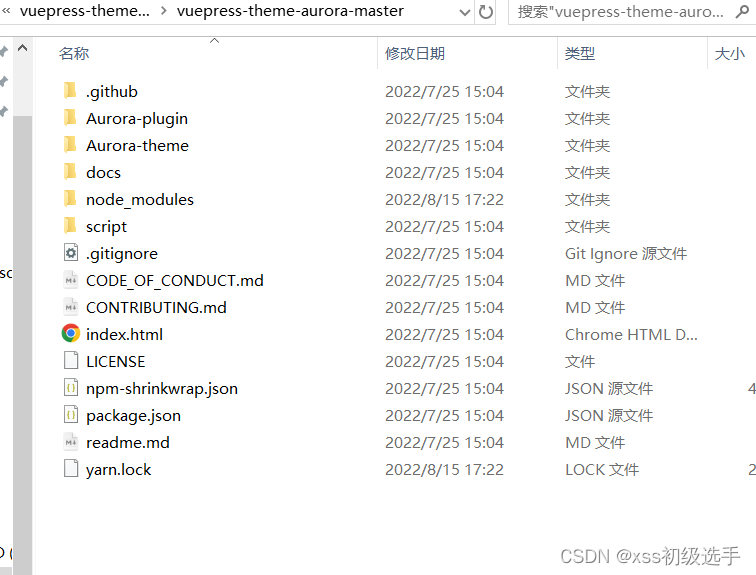 « vuepress-theme... > vuepress-theme-aurora-master 搜索"vuepress-theme-auro...
名称 修改日期 类型 大小
.github 2022/7/25 15:04 文件夹
Aurora-plugin 2022/7/25 15:04 文件夹
Aurora-theme 2022/7/25 15:04 文件夹
docs 2022/7/25 15:04 文件夹
node_modules 2022/8/15 17:22 文件夹
script 2022/7/25 15:04 文件夹
.gitignore 2022/7/25 15:04 Git Ignore 源文件
CODE_OF_CONDUCT.md 2022/7/25 15:04 MD 文件
CONTRIBUTING.md 2022/7/25 15:04 MD 文件
index.html 2022/7/25 15:04 Chrome HTML D...
LICENSE 2022/7/25 15:04 文件
npm-shrinkwrap.json 2022/7/25 15:04 JSON 源文件 4
package.json 2022/7/25 15:04 JSON 源文件
readme.md 2022/7/25 15:04 MD 文件
yarn.lock 2022/8/15 17:22 LOCK 文件 2
CSDN @xss初级选手